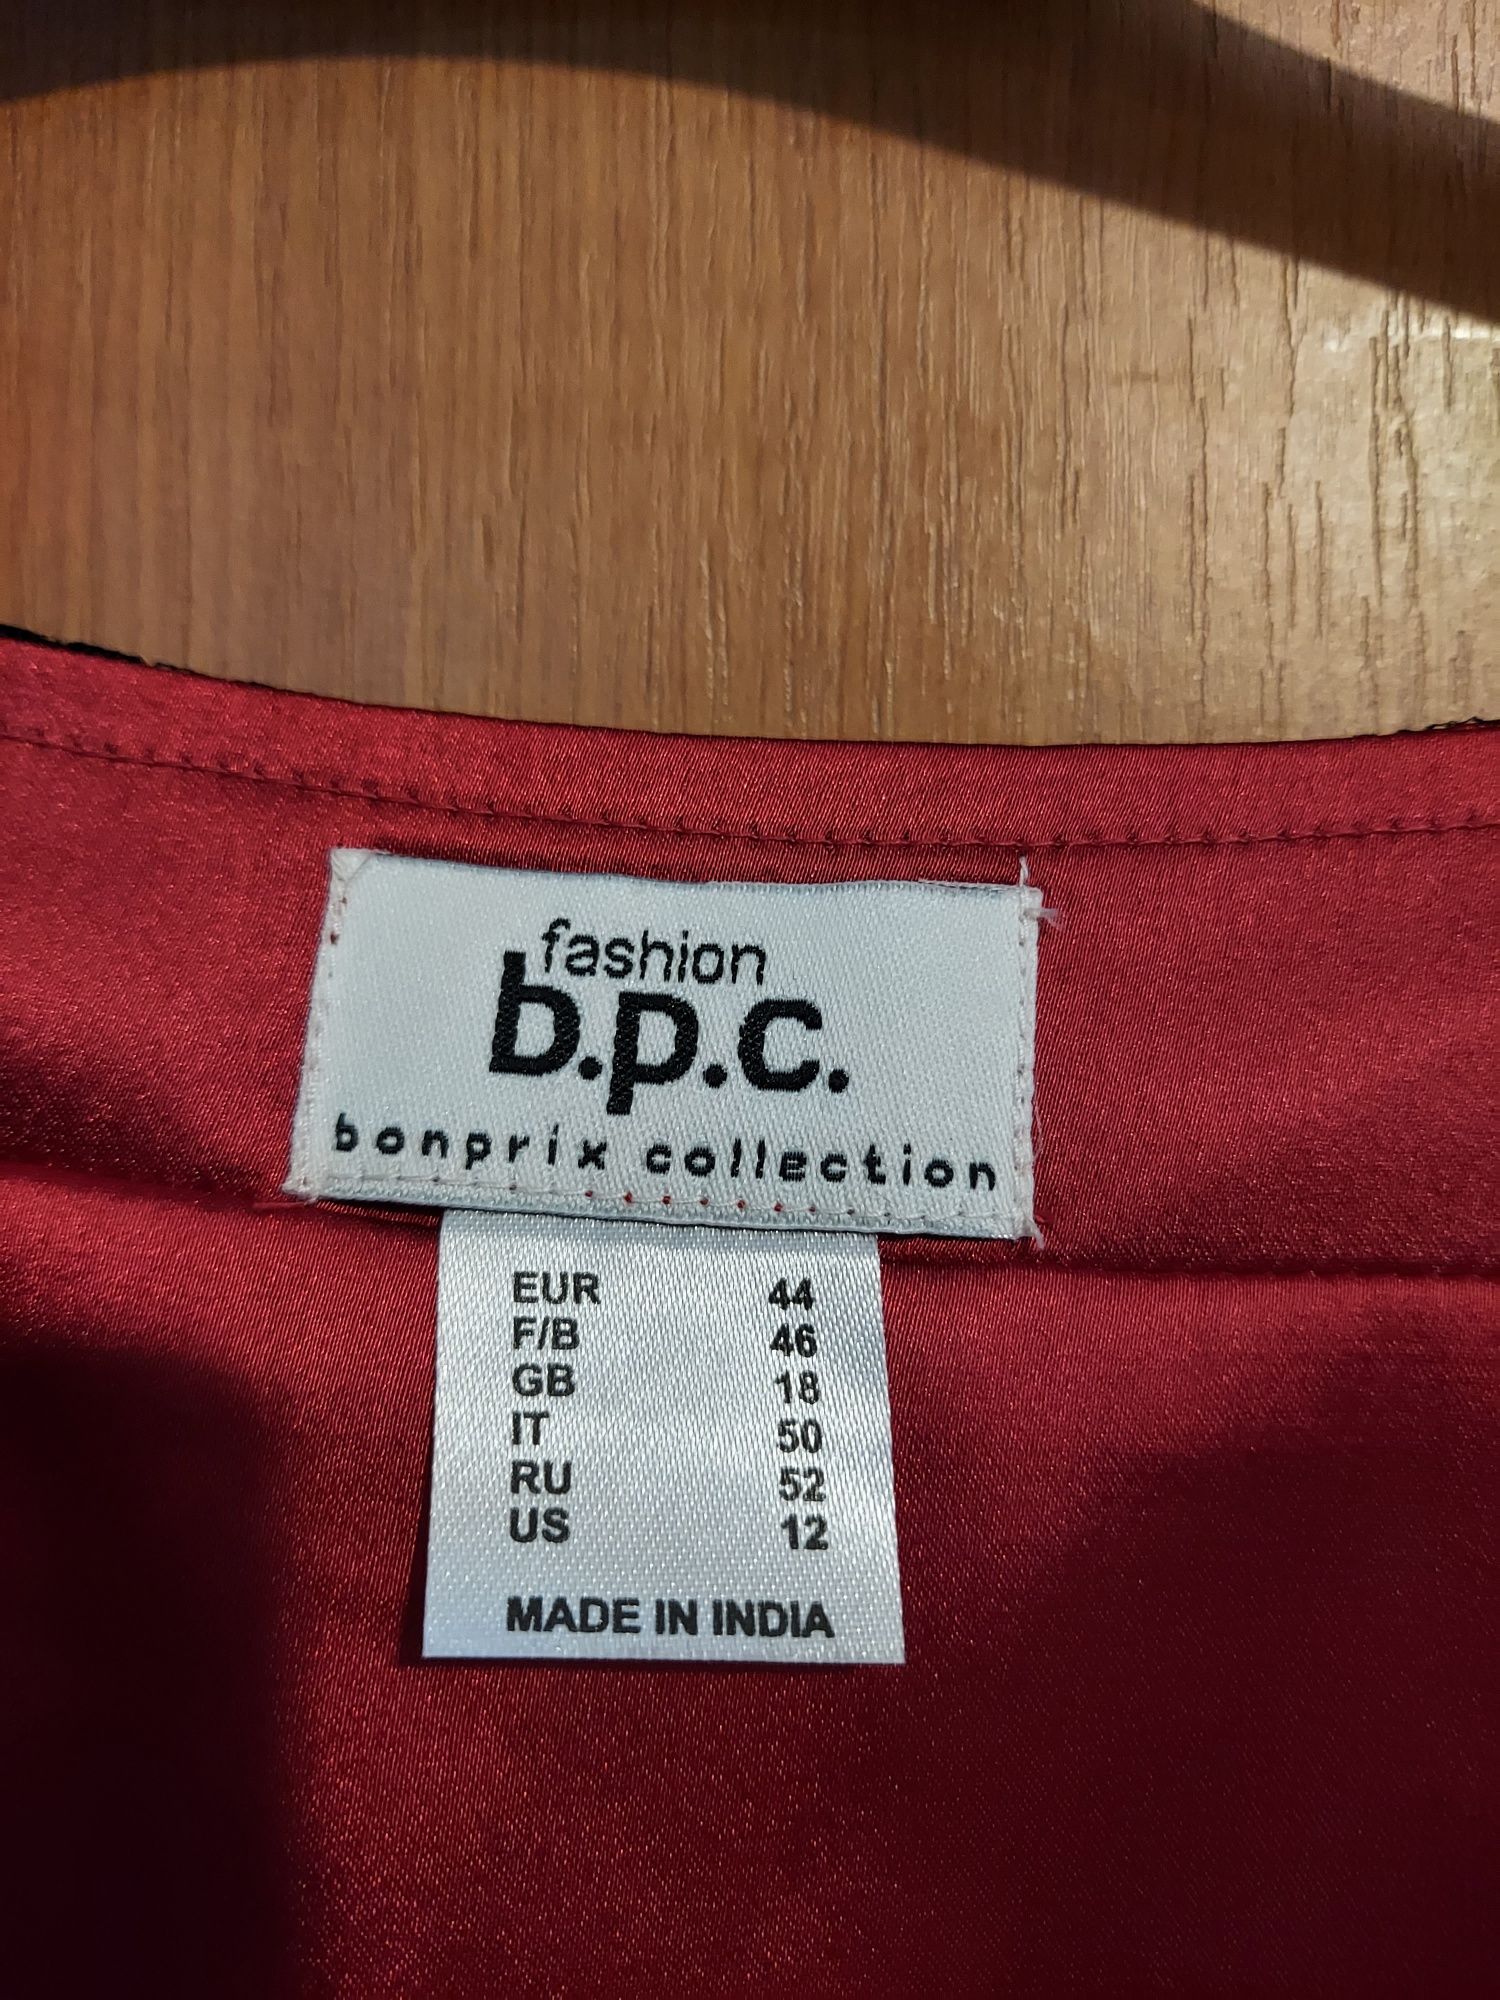 fashion
b.p.c.
bonprix collection
EUR 44
F/B 46
GB 18
IT 50
RU 52
US 12
MADE IN INDIA